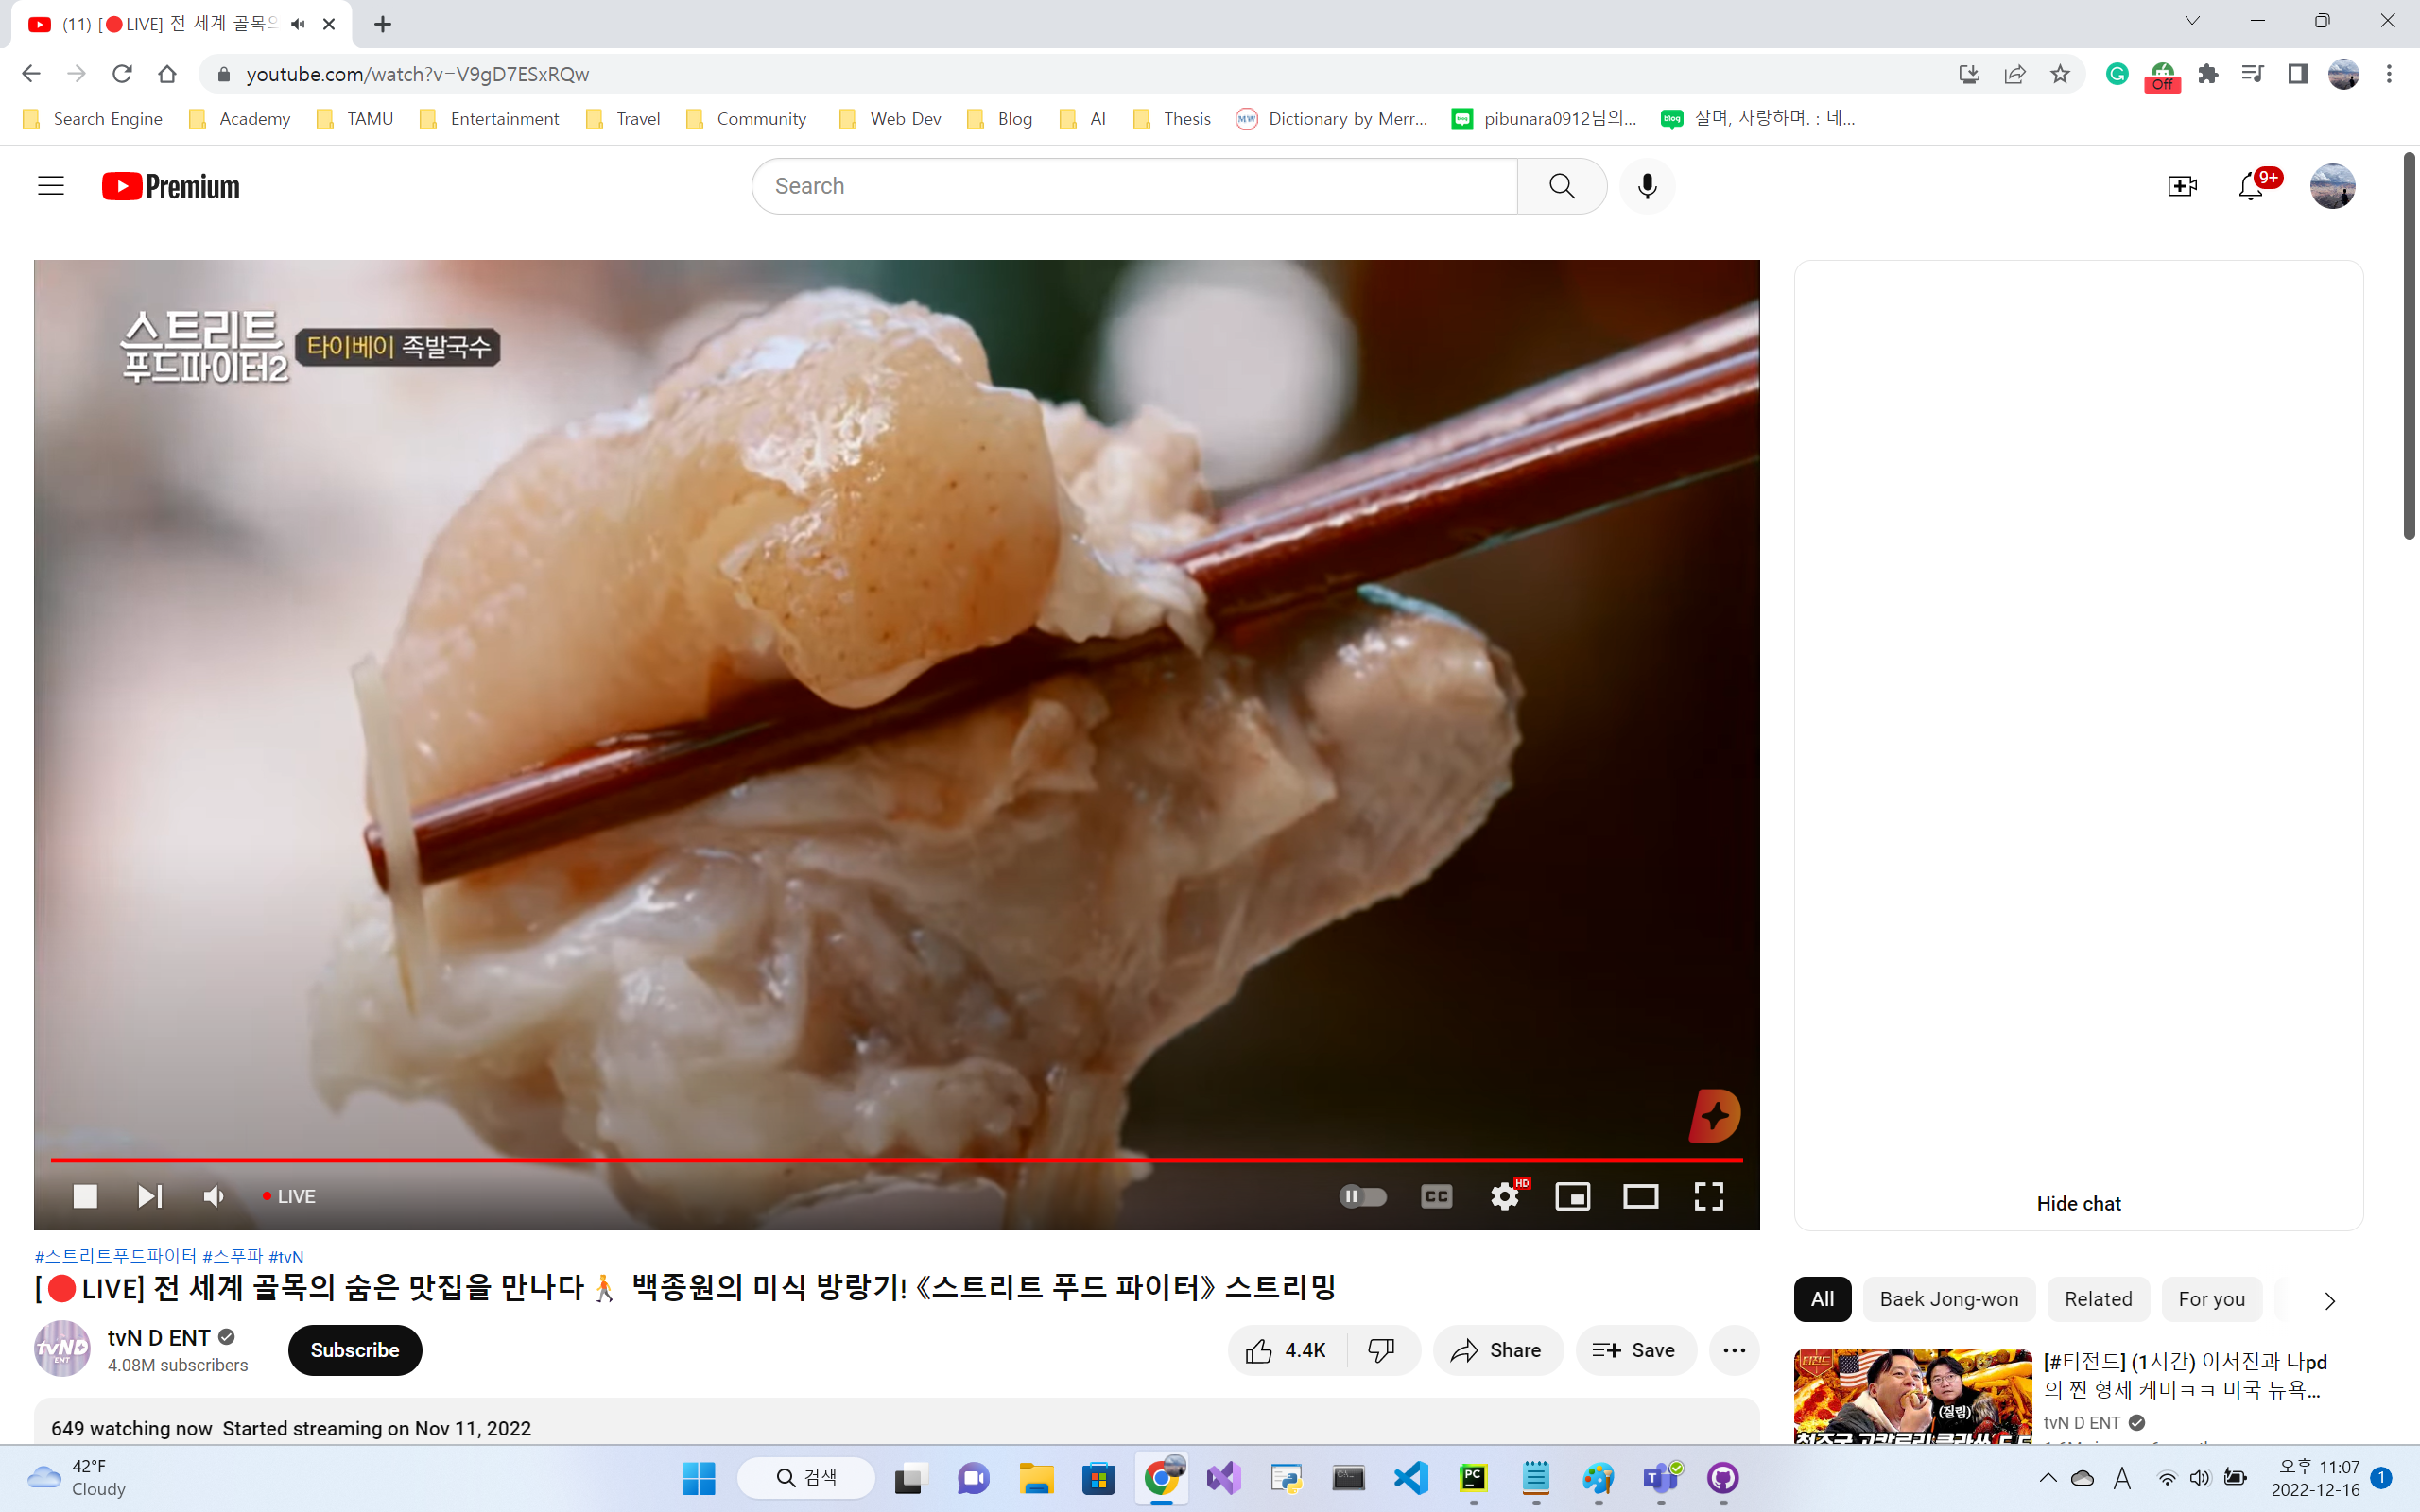 (11) [🔴LIVE] 전 세계 골목의
youtube.com/watch?v=V9gD7ESxRQw
Off
Search Engine
Academy
TAMU
Entertainment
Travel
Community
Web Dev
Blog
AI
Thesis
Dictionary by Merr...
pibunara0912님의...
살며, 사랑하며. : 네...
Premium
Search
9+
스트리트
푸드파이터2
타이베이 족발국수
LIVE
CC
HD
Hide chat
#스트리트푸드파이터 #스푸파 #tvN
[🔴LIVE] 전 세계 골목의 숨은 맛집을 만나다🚶 백종원의 미식 방랑기! 《스트리트 푸드 파이터》 스트리밍
tvN D ENT
4.08M subscribers
Subscribe
4.4K
Share
Save
649 watching now Started streaming on Nov 11, 2022
All
Baek Jong-won
Related
For you
[#티전드] (1시간) 이서진과 나pd
의 찐 형제 케미ㅋㅋ 미국 뉴욕...
tvN D ENT
(질림)
42°F
Cloudy
검색
A
오후 11:07
2022-12-16
1